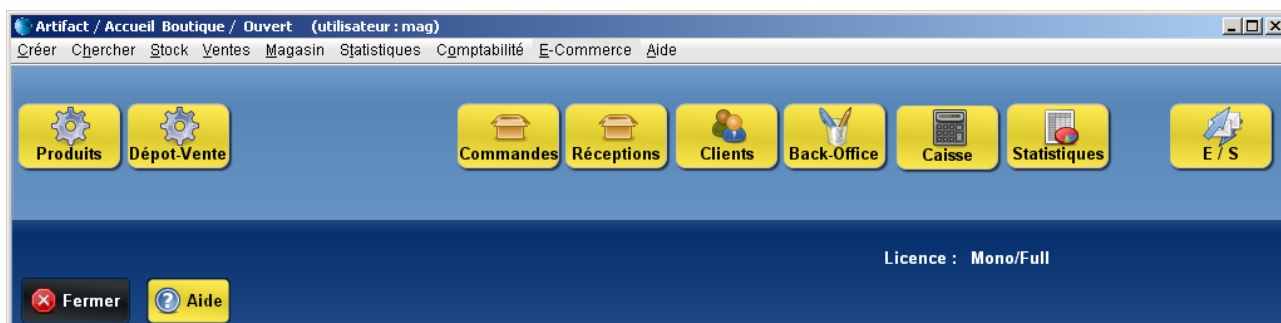 Artifact / Accueil Boutique / Ouvert (utilisateur : mag)
Créer Chercher Stock Ventes Magasin Statistiques Comptabilité E-Commerce Aide
Produits Dépot-Vente Commandes Réceptions Clients Back-Office Caisse Statistiques E / S
Licence : Mono/Full
Fermer Aide